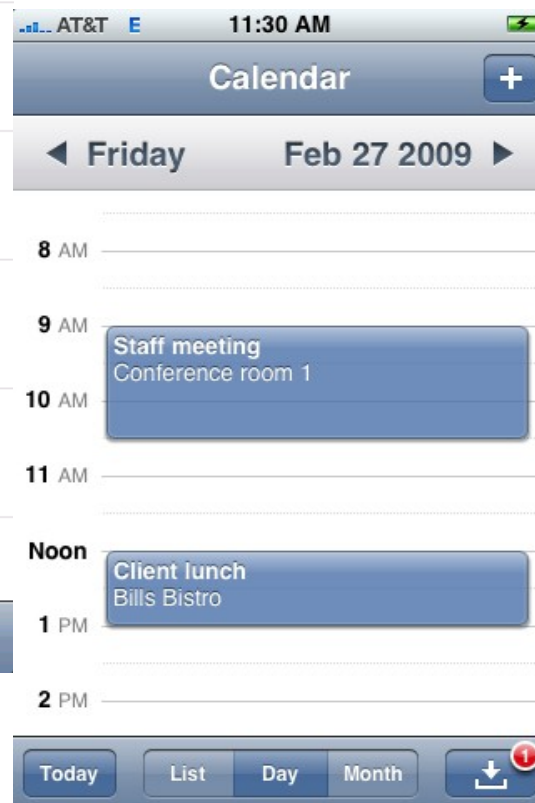 AT&T E 11:30 AM
Calendar +
Friday Feb 27 2009
8 AM
9 AM
Staff meeting
Conference room 1
10 AM
11 AM
Noon
Client lunch
Bills Bistro
1 PM
2 PM
Today List Day Month 1